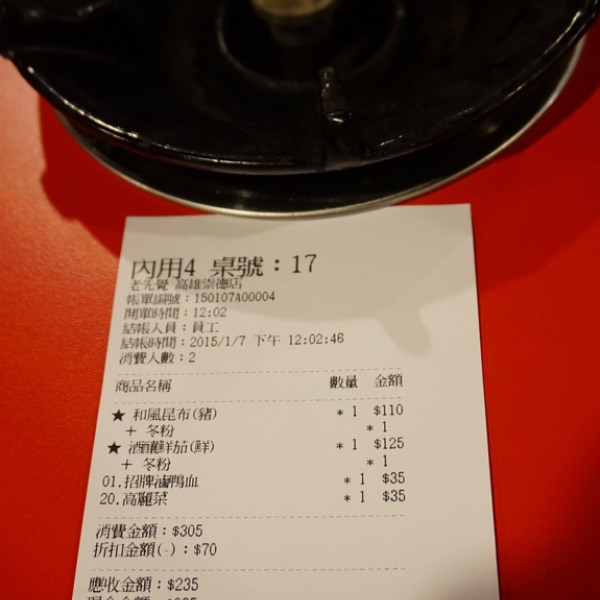 內用4 桌號：17
老先覺 高雄崇德店
帳單編號：150107A00004
開單時間：12:02
結帳人員：員工
結帳時間：2015/1/7 下午 12:02:46
消費人數：2
商品名稱 數量 金額
★ 和風昆布(豬) * 1 $110
＋ 冬粉 * 1
★ 酒釀鮮茄(鮮) * 1 $125
＋ 冬粉 * 1
01.招牌滷鴨血 * 1 $35
20.高麗菜 * 1 $35
消費金額：$305
折扣金額(-)：$70
應收金額：$235